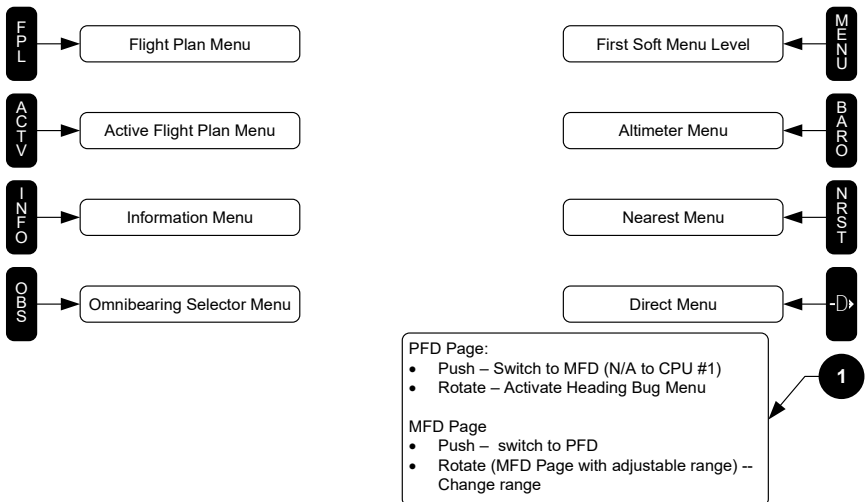 FPL
Flight Plan Menu
First Soft Menu Level
MENU
ACTV
Active Flight Plan Menu
Altimeter Menu
BARO
INFO
Information Menu
Nearest Menu
NRST
OBS
Omnibearing Selector Menu
Direct Menu
-D›
PFD Page:
• Push – Switch to MFD (N/A to CPU #1)
• Rotate – Activate Heading Bug Menu
1
MFD Page
• Push – switch to PFD
• Rotate (MFD Page with adjustable range) --
Change range